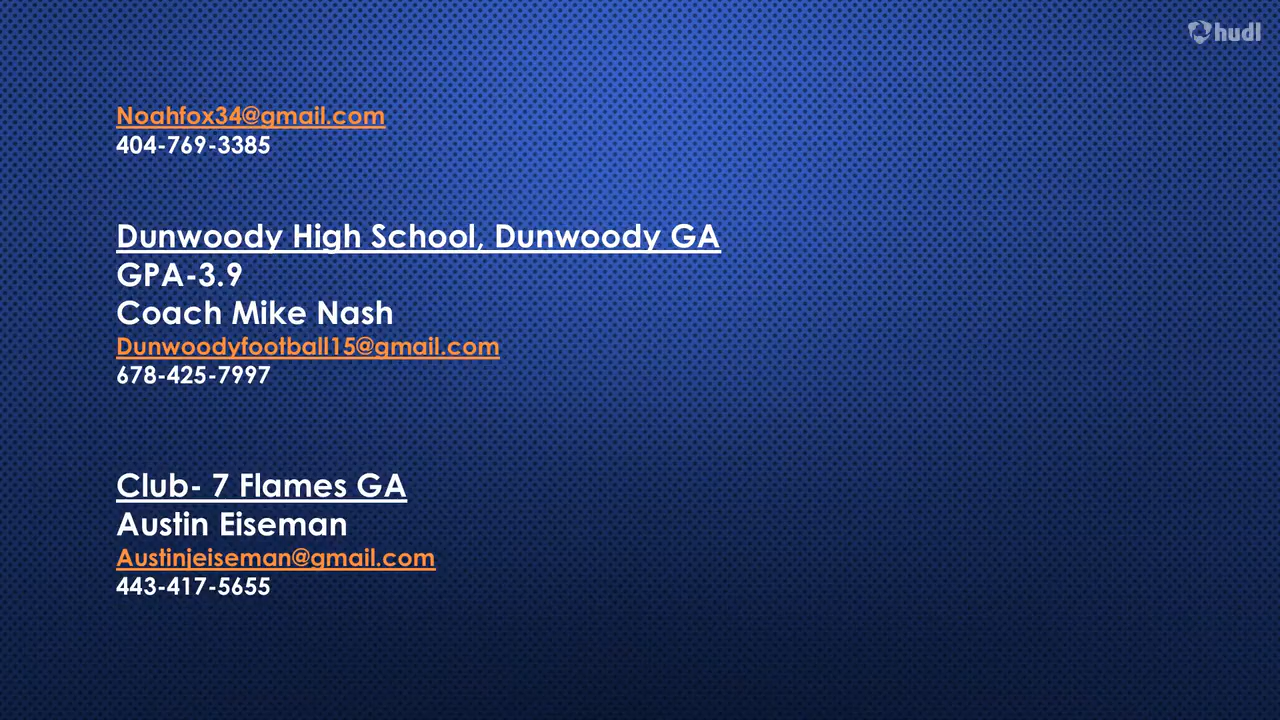 hudl
Noahfox34@gmail.com
404-769-3385
Dunwoody High School, Dunwoody GA
GPA-3.9
Coach Mike Nash
Dunwoodyfootball15@gmail.com
678-425-7997
Club- 7 Flames GA
Austin Eiseman
Austinjeiseman@gmail.com
443-417-5655